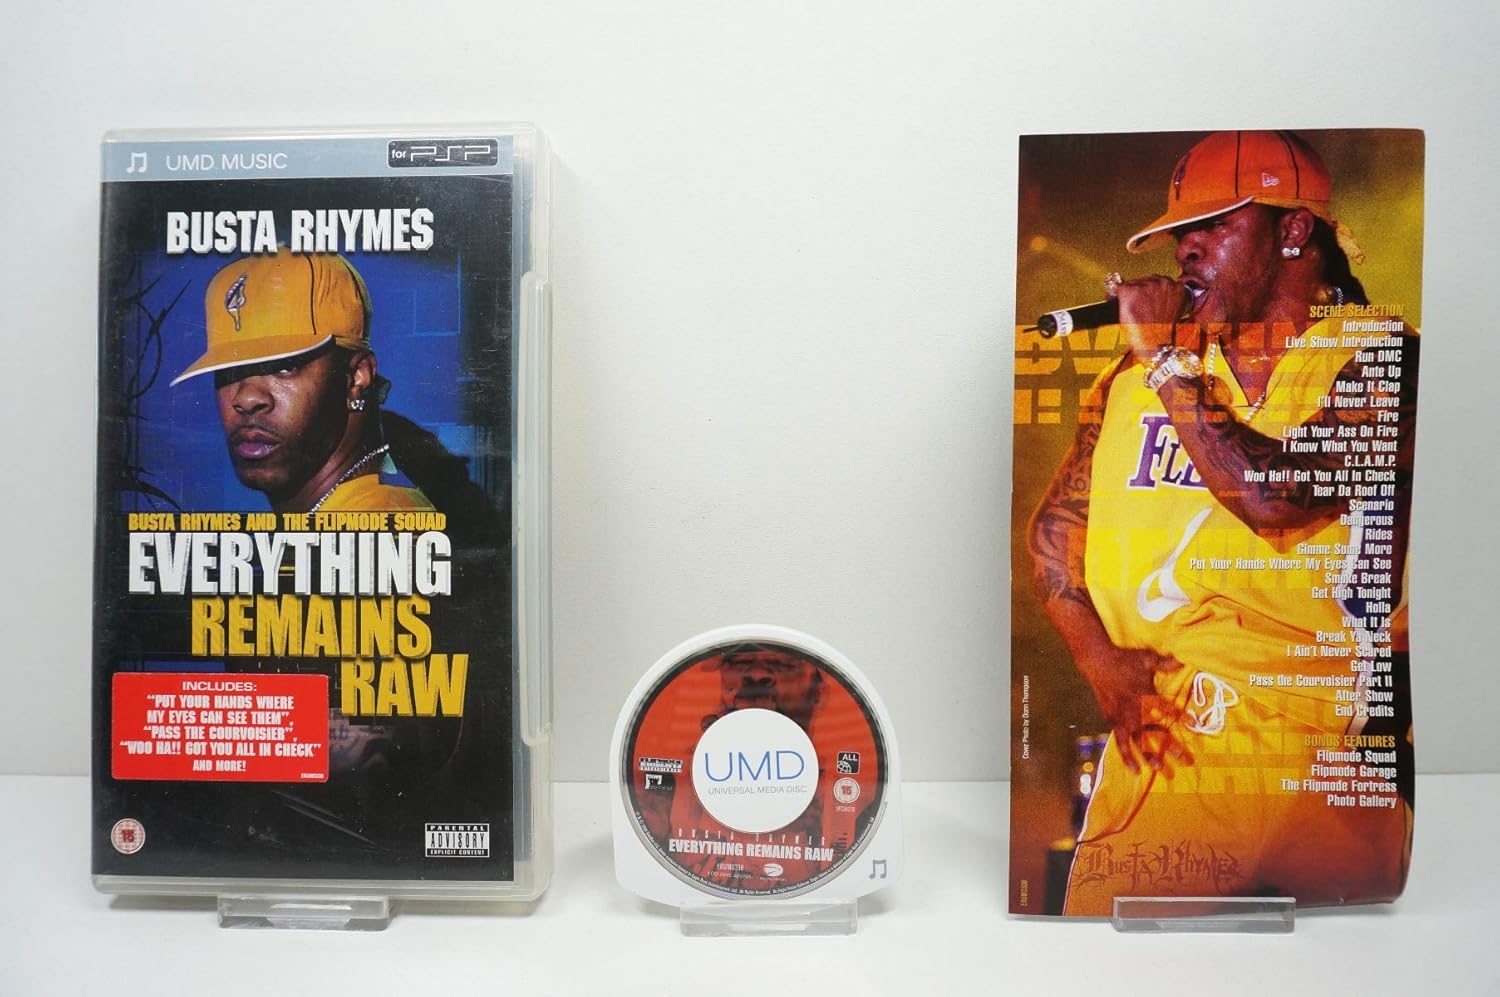 UMD. MUSIC
for PSP
BUSTA RHYMES
BUSTA RHYMES AND THE FLIPMODE SQUAD
EVERYTHING
REMAINS
RAW
INCLUDES:
"PUT YOUR HANDS WHERE
MY EYES CAN SEE THEM",
"PASS THE COURVOISIER",
"WOO HA!! GOT YOU ALL IN CHECK"
AND MORE!
15
PARENTAL
ADVISORY
EXPLICIT CONTENT
UMD
UNIVERSAL MEDIA DISC
ALL
15
BUSTA RHYMES
EVERYTHING REMAINS RAW
SCENE SELECTION
Introduction
Live Show Introduction
Run DMC
Ante Up
Make It Clap
I'll Never Leave
Fire
Light Your Ass On Fire
I Know What You Want
C.L.A.M.P.
Woo Ha!! Got You All In Check
Tear Da Roof Off
Scenario
Dangerous
Rides
Gimme Some More
Put Your Hands Where My Eyes Can See
Smoke Break
Get High Tonight
Holla
What It Is
Break Ya Neck
I Ain't Never Scared
Get Low
Pass the Courvoisier Part II
After Show
End Credits
BONUS FEATURES
Flipmode Squad
Flipmode Garage
The Flipmode Fortress
Photo Gallery
Busta Rhymes